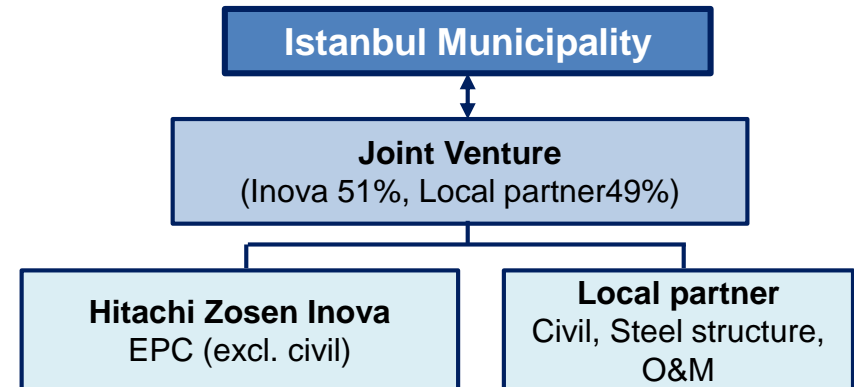 Istanbul Municipality
Joint Venture
(Inova 51%, Local partner49%)
Hitachi Zosen Inova
EPC (excl. civil)
Local partner
Civil, Steel structure,
O&M